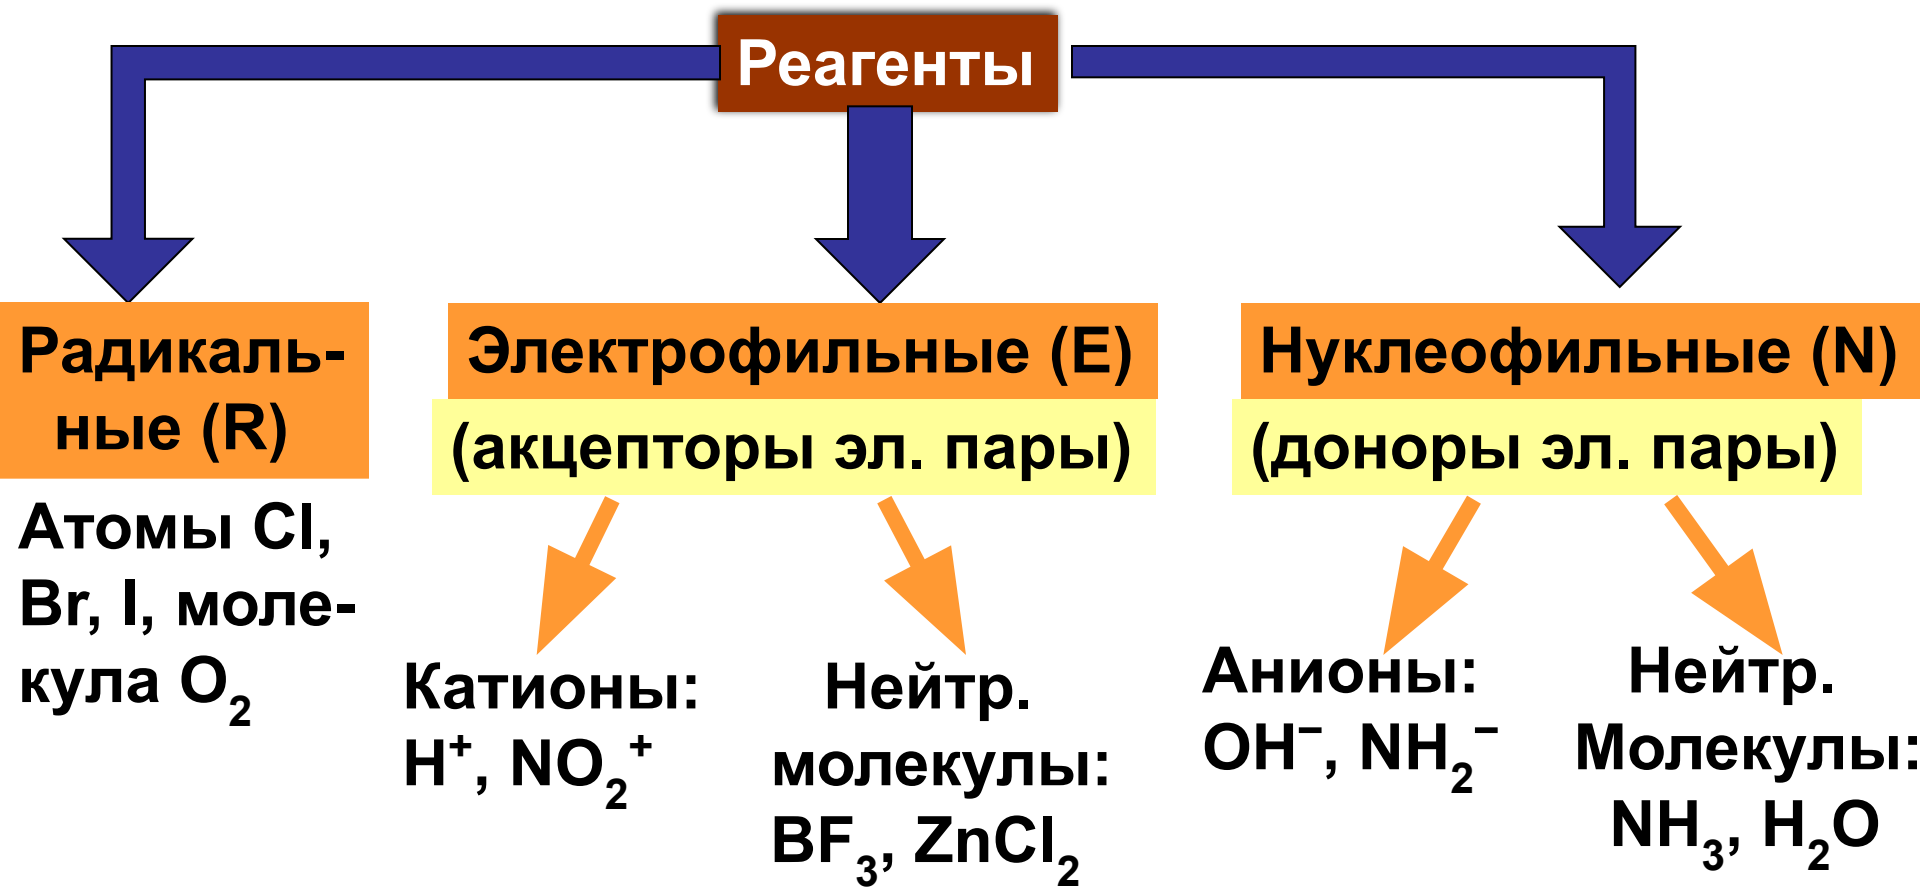 Реагенты
Радикаль-
ные (R)
Атомы Cl,
Br, I, моле-
кула O₂
Электрофильные (E)
(акцепторы эл. пары)
Катионы:
H⁺, NO₂⁺
Нейтр.
молекулы:
BF₃, ZnCl₂
Нуклеофильные (N)
(доноры эл. пары)
Анионы:
OH⁻, NH₂⁻
Нейтр.
Молекулы:
NH₃, H₂O